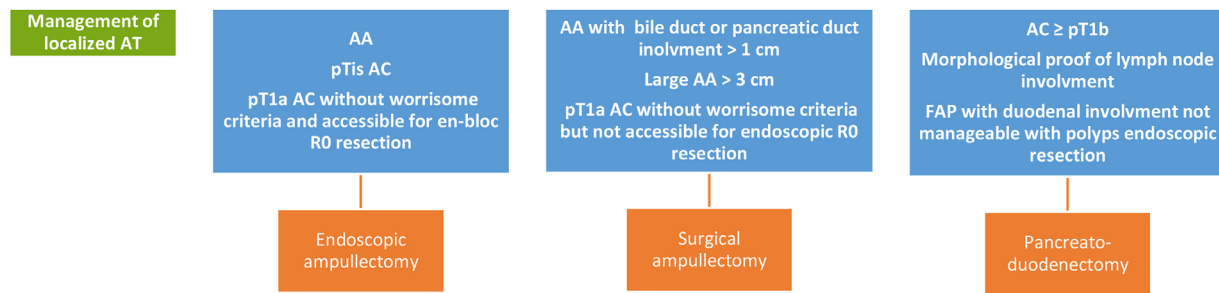 Management of
localized AT
AA
pTis AC
pT1a AC without worrisome
criteria and accessible for en-bloc
R0 resection
Endoscopic
ampullectomy
AA with bile duct or pancreatic duct
inolvment > 1 cm
Large AA > 3 cm
pT1a AC without worrisome criteria
but not accessible for endoscopic R0
resection
Surgical
ampullectomy
AC ≥ pT1b
Morphological proof of lymph node
involvment
FAP with duodenal involvment not
manageable with polyps endoscopic
resection
Pancreato-
duodenectomy